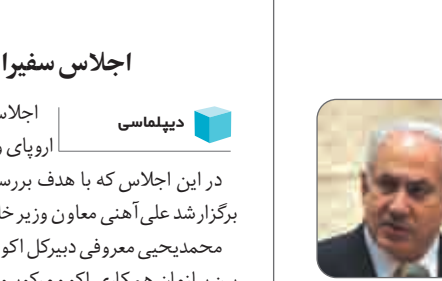 اجلاس سفیرا
دیپلماسی
اجلاس
اروپای و
در این اجلاس که با هدف بررس
برگزار شد علی آهنی معاون وزیر خا
محمدیحیی معروفی دبیرکل اکو